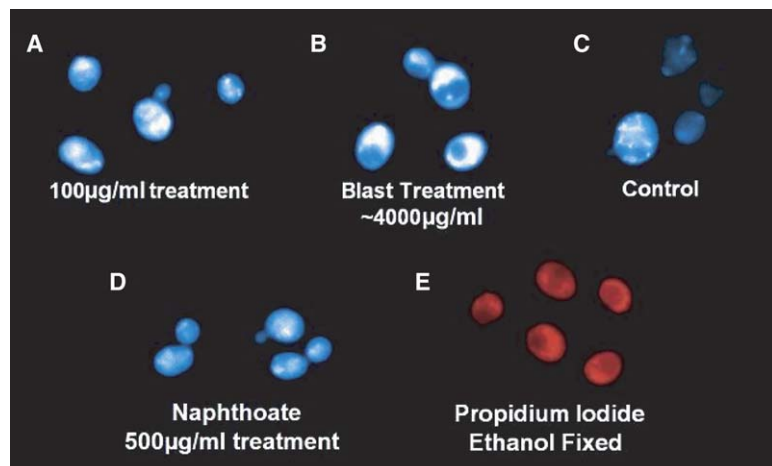 A
B
C
100µg/ml treatment
Blast Treatment
~4000µg/ml
Control
D
E
Naphthoate
500µg/ml treatment
Propidium Iodide
Ethanol Fixed